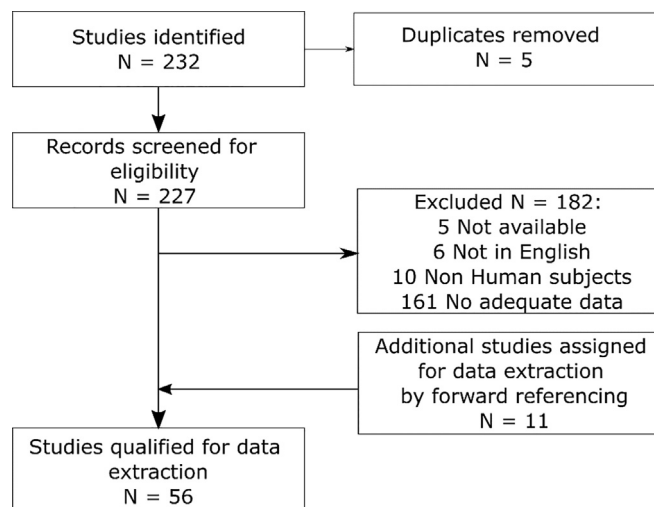 Studies identified
N = 232
Duplicates removed
N = 5
Records screened for
eligibility
N = 227
Excluded N = 182:
5 Not available
6 Not in English
10 Non Human subjects
161 No adequate data
Additional studies assigned
for data extraction
by forward referencing
N = 11
Studies qualified for data
extraction
N = 56